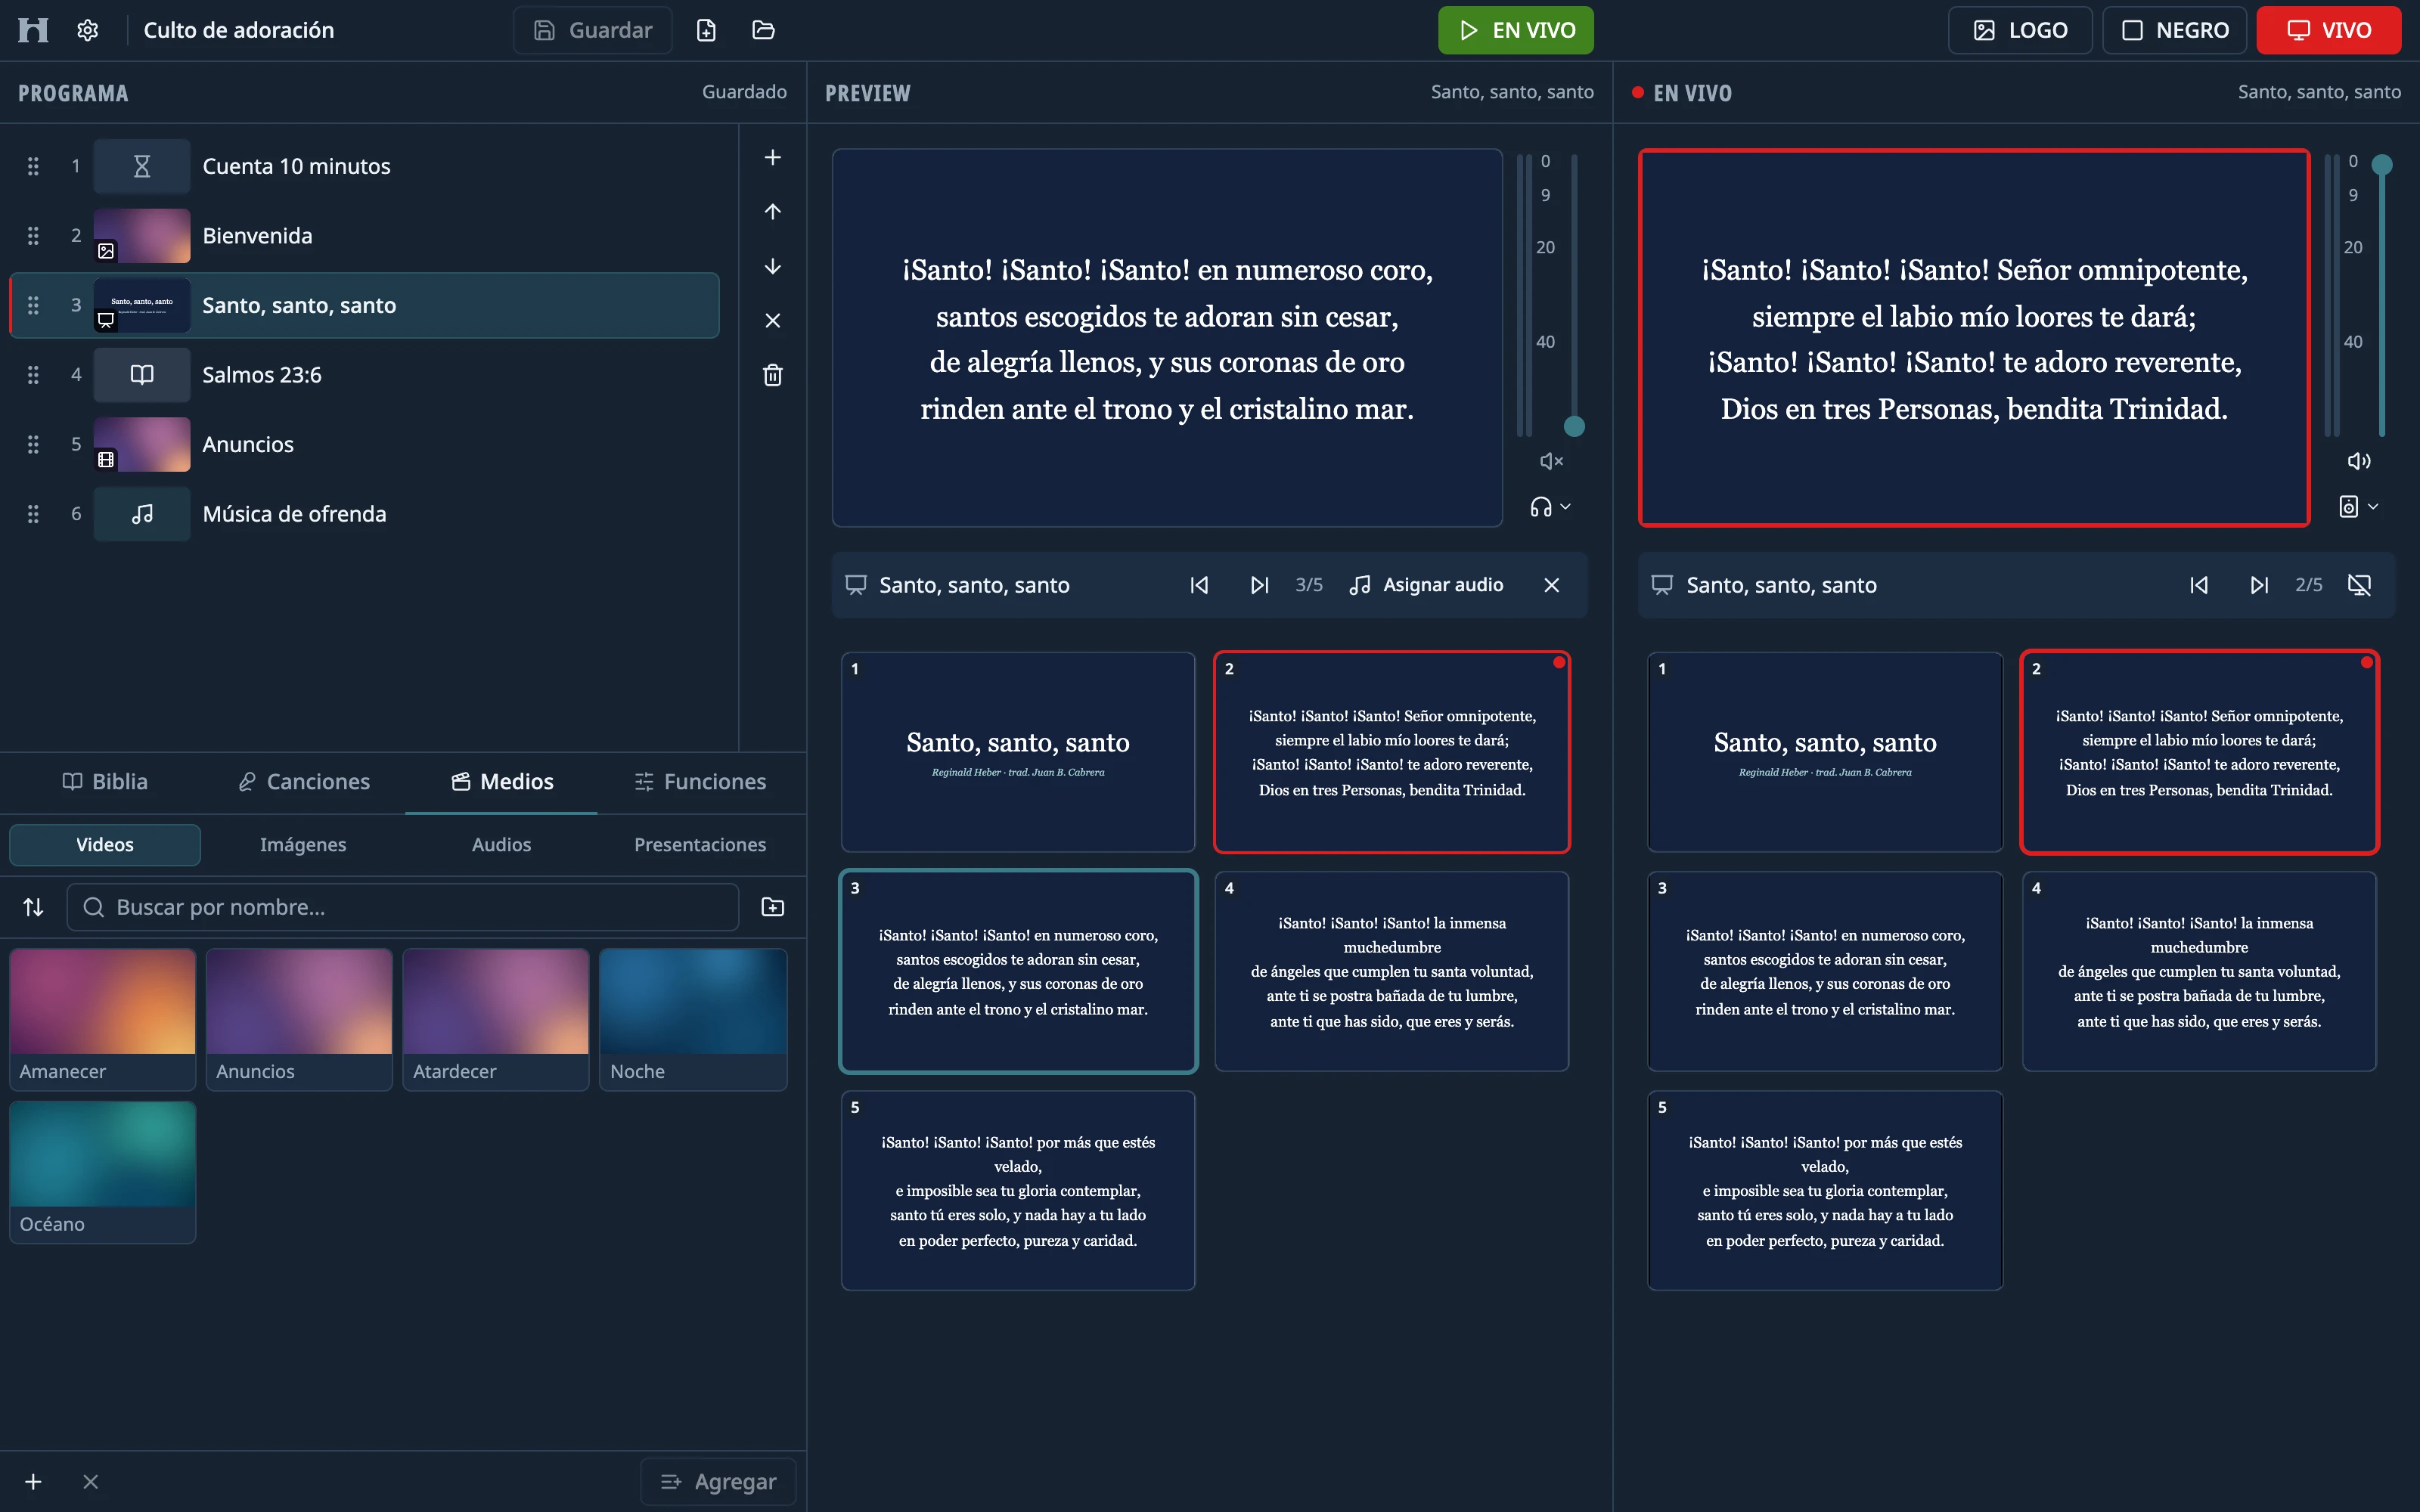 Culto de adoración
Guardar
EN VIVO
LOGO
NEGRO
VIVO
PROGRAMA
Guardado
1 Cuenta 10 minutos
2 Bienvenida
3 Santo, santo, santo Santo, santo, santo
4 Salmos 23:6
5 Anuncios
6 Música de ofrenda
Biblia
Canciones
Medios
Funciones
Videos
Imágenes
Audios
Presentaciones
Buscar por nombre...
Amanecer
Anuncios
Atardecer
Noche
Océano
Agregar
PREVIEW
Santo, santo, santo
¡Santo! ¡Santo! ¡Santo! en numeroso coro,
santos escogidos te adoran sin cesar,
de alegría llenos, y sus coronas de oro
rinden ante el trono y el cristalino mar.
0
9
20
40
Santo, santo, santo
3/5
Asignar audio
1
Santo, santo, santo
Reginald Heber · trad. Juan B. Cabrera
2
¡Santo! ¡Santo! ¡Santo! Señor omnipotente,
siempre el labio mío loores te dará;
¡Santo! ¡Santo! ¡Santo! te adoro reverente,
Dios en tres Personas, bendita Trinidad.
3
¡Santo! ¡Santo! ¡Santo! en numeroso coro,
santos escogidos te adoran sin cesar,
de alegría llenos, y sus coronas de oro
rinden ante el trono y el cristalino mar.
4
¡Santo! ¡Santo! ¡Santo! la inmensa
muchedumbre
de ángeles que cumplen tu santa voluntad,
ante ti se postra bañada de tu lumbre,
ante ti que has sido, que eres y serás.
5
¡Santo! ¡Santo! ¡Santo! por más que estés
velado,
e imposible sea tu gloria contemplar,
santo tú eres solo, y nada hay a tu lado
en poder perfecto, pureza y caridad.
EN VIVO
Santo, santo, santo
¡Santo! ¡Santo! ¡Santo! Señor omnipotente,
siempre el labio mío loores te dará;
¡Santo! ¡Santo! ¡Santo! te adoro reverente,
Dios en tres Personas, bendita Trinidad.
0
9
20
40
Santo, santo, santo
2/5
1
Santo, santo, santo
Reginald Heber · trad. Juan B. Cabrera
2
¡Santo! ¡Santo! ¡Santo! Señor omnipotente,
siempre el labio mío loores te dará;
¡Santo! ¡Santo! ¡Santo! te adoro reverente,
Dios en tres Personas, bendita Trinidad.
3
¡Santo! ¡Santo! ¡Santo! en numeroso coro,
santos escogidos te adoran sin cesar,
de alegría llenos, y sus coronas de oro
rinden ante el trono y el cristalino mar.
4
¡Santo! ¡Santo! ¡Santo! la inmensa
muchedumbre
de ángeles que cumplen tu santa voluntad,
ante ti se postra bañada de tu lumbre,
ante ti que has sido, que eres y serás.
5
¡Santo! ¡Santo! ¡Santo! por más que estés
velado,
e imposible sea tu gloria contemplar,
santo tú eres solo, y nada hay a tu lado
en poder perfecto, pureza y caridad.